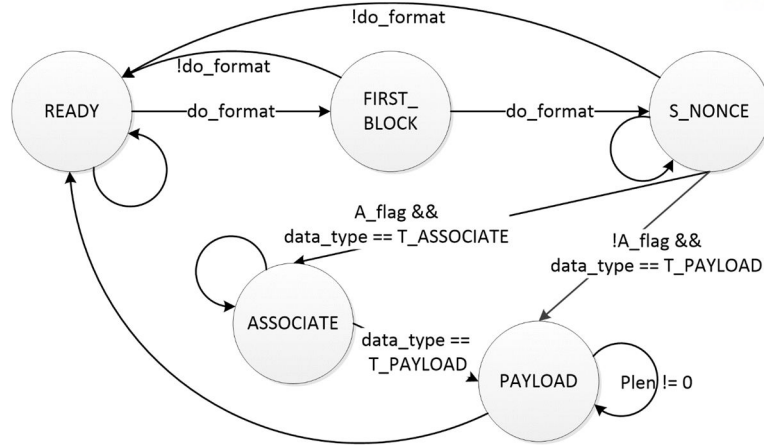 !do_format
!do_format
READY
do_format
FIRST_
BLOCK
do_format
S_NONCE
A_flag &&
data_type == T_ASSOCIATE
!A_flag &&
data_type == T_PAYLOAD
ASSOCIATE
data_type ==
T_PAYLOAD
PAYLOAD
Plen != 0